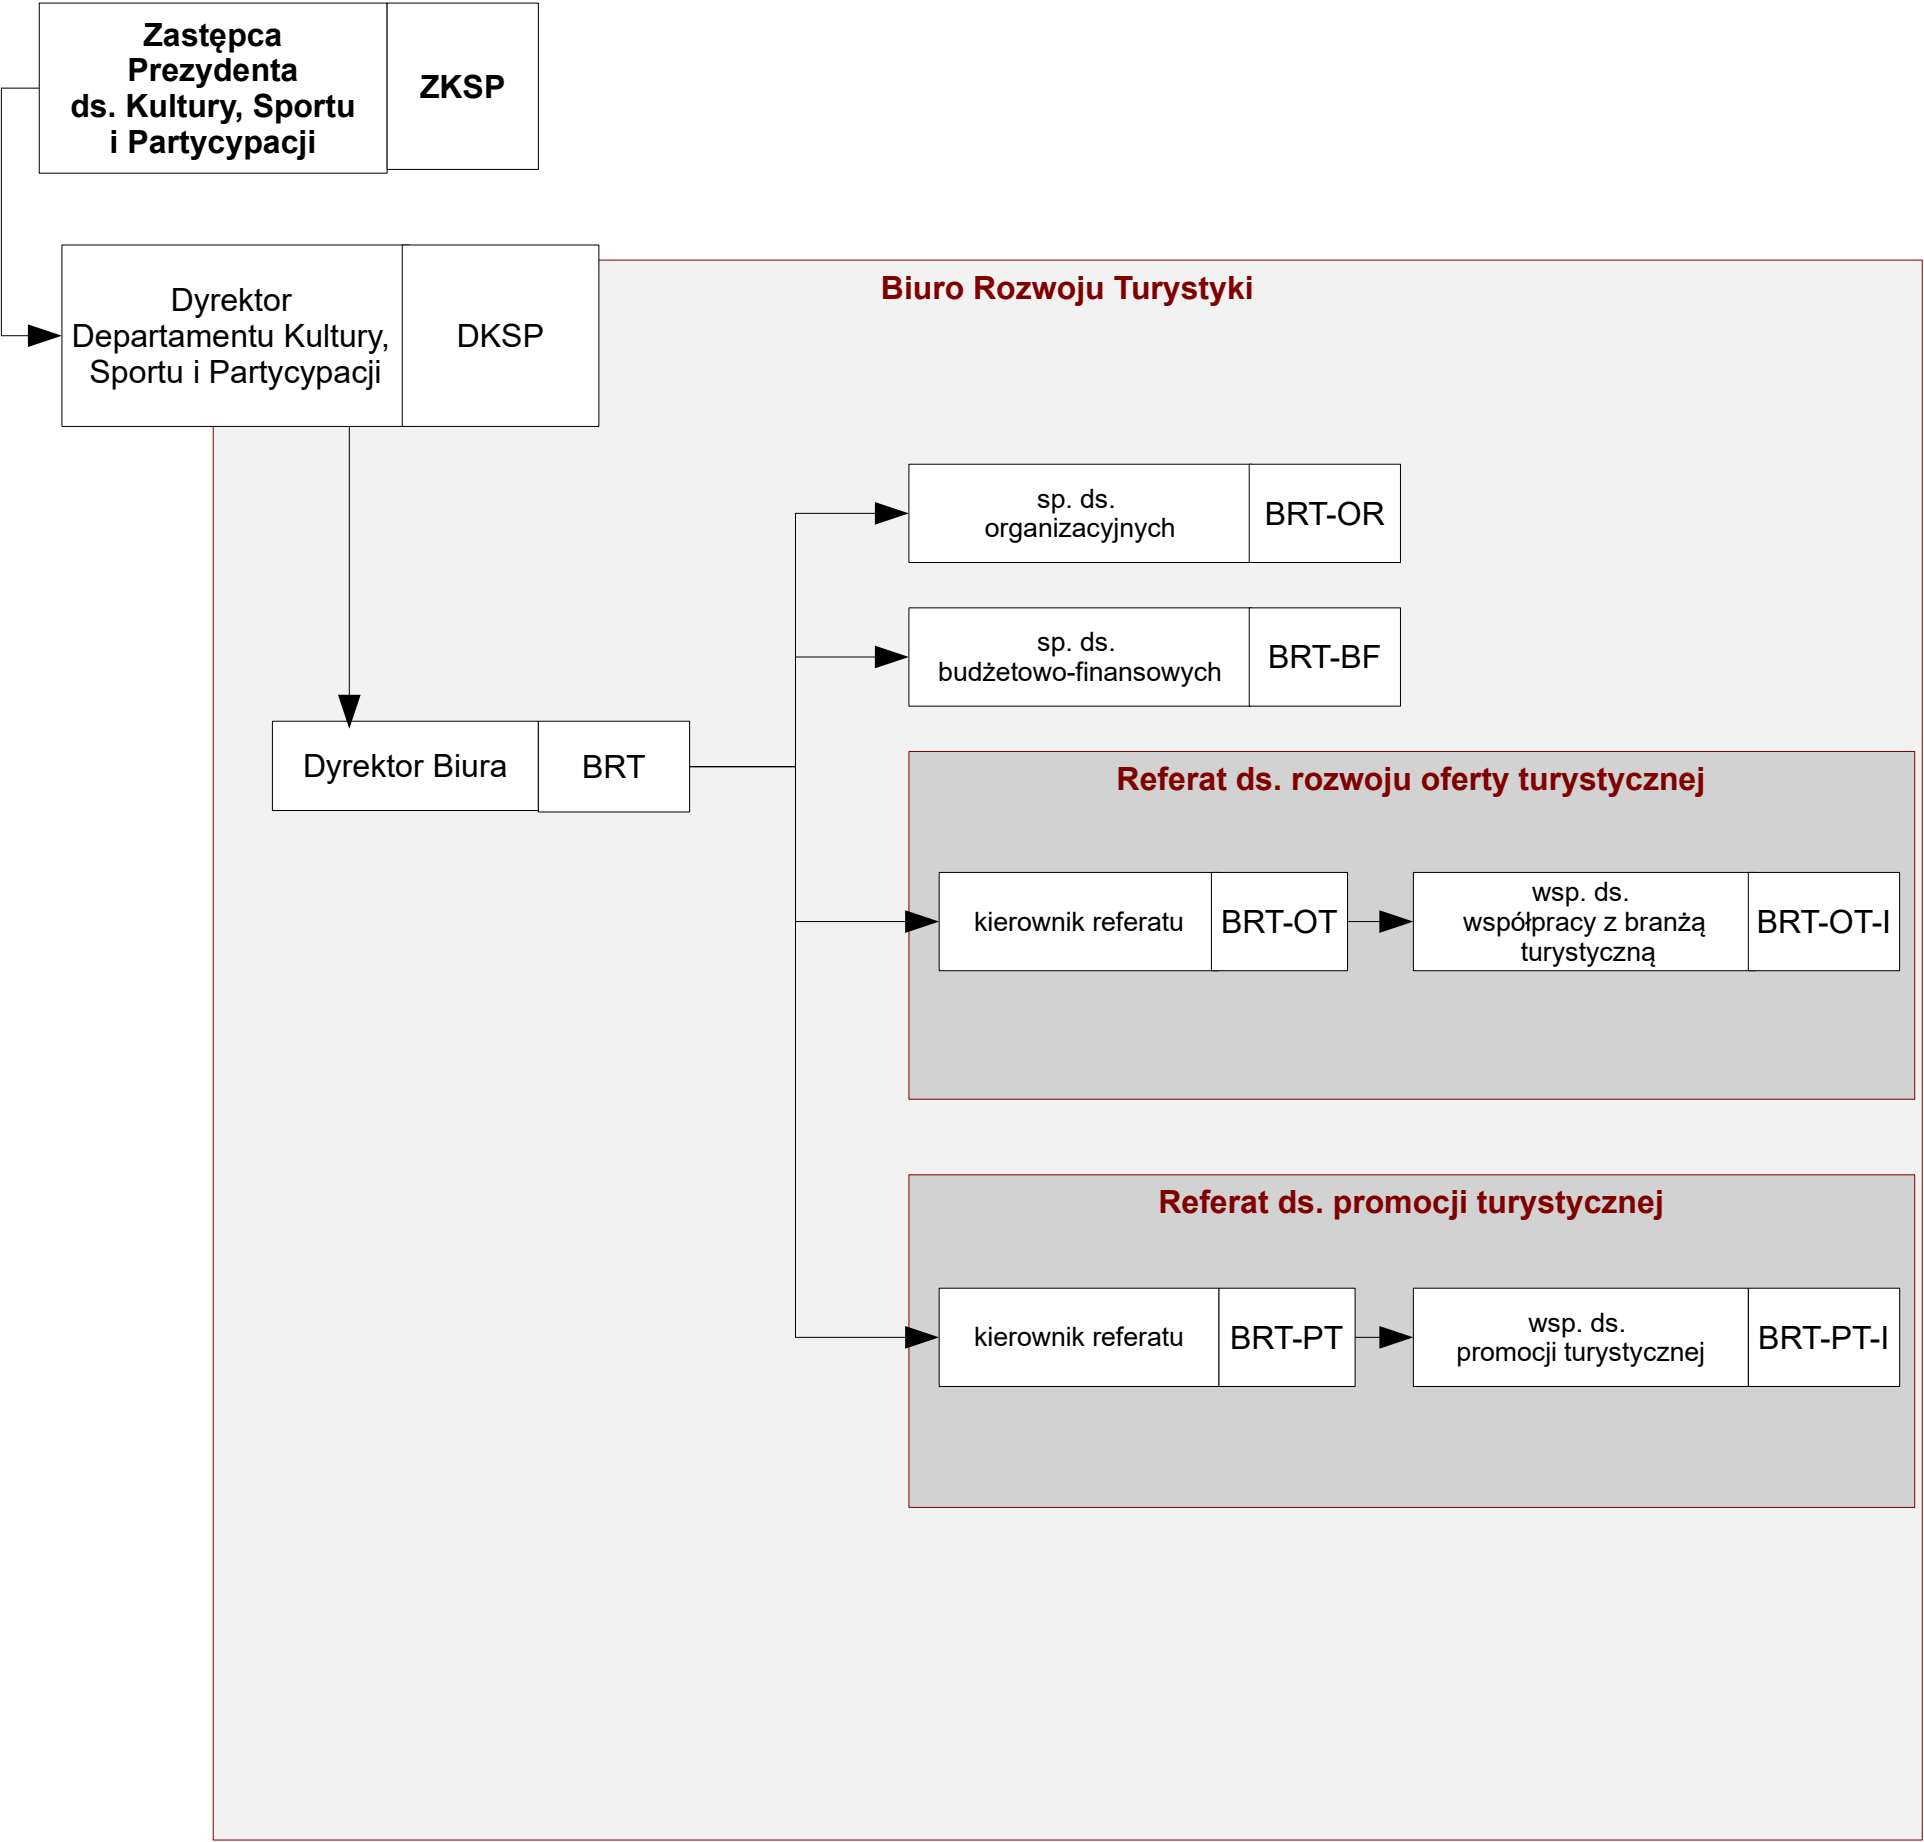 Zastępca
Prezydenta
ds. Kultury, Sportu
i Partycypacji
ZKSP
Dyrektor
Departamentu Kultury,
Sportu i Partycypacji
DKSP
Biuro Rozwoju Turystyki
sp. ds.
organizacyjnych
BRT-OR
sp. ds.
budżetowo-finansowych
BRT-BF
Dyrektor Biura
BRT
Referat ds. rozwoju oferty turystycznej
kierownik referatu
BRT-OT
wsp. ds.
współpracy z branżą
turystyczną
BRT-OT-I
Referat ds. promocji turystycznej
kierownik referatu
BRT-PT
wsp. ds.
promocji turystycznej
BRT-PT-I